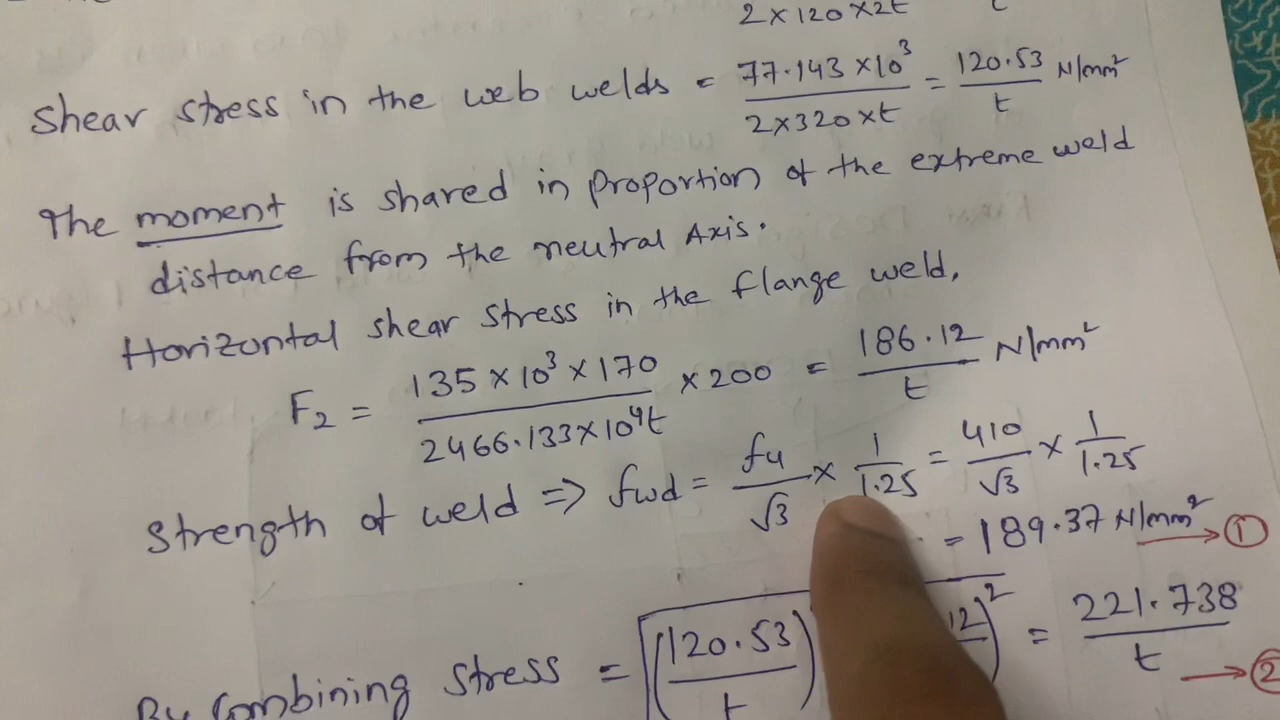 2×120×2t t
Shear stress in the web welds = 77.143×10³ / 2×320×t = 120.53 / t N/mm²
The moment is shared in proportion of the extreme weld
distance from the neutral Axis.
Horizontal shear stress in the flange weld,
F₂ = 135×10³×170 / 2466.133×10⁴t × 200 = 186.12 / t N/mm²
Strength of weld ⇒ fwd = fu / √3 × 1 / 1.25 = 410 / √3 × 1 / 1.25
= 189.37 N/mm² → ①
By Combining stress = √(120.53 / t) 12)² = 221.738 / t → ②